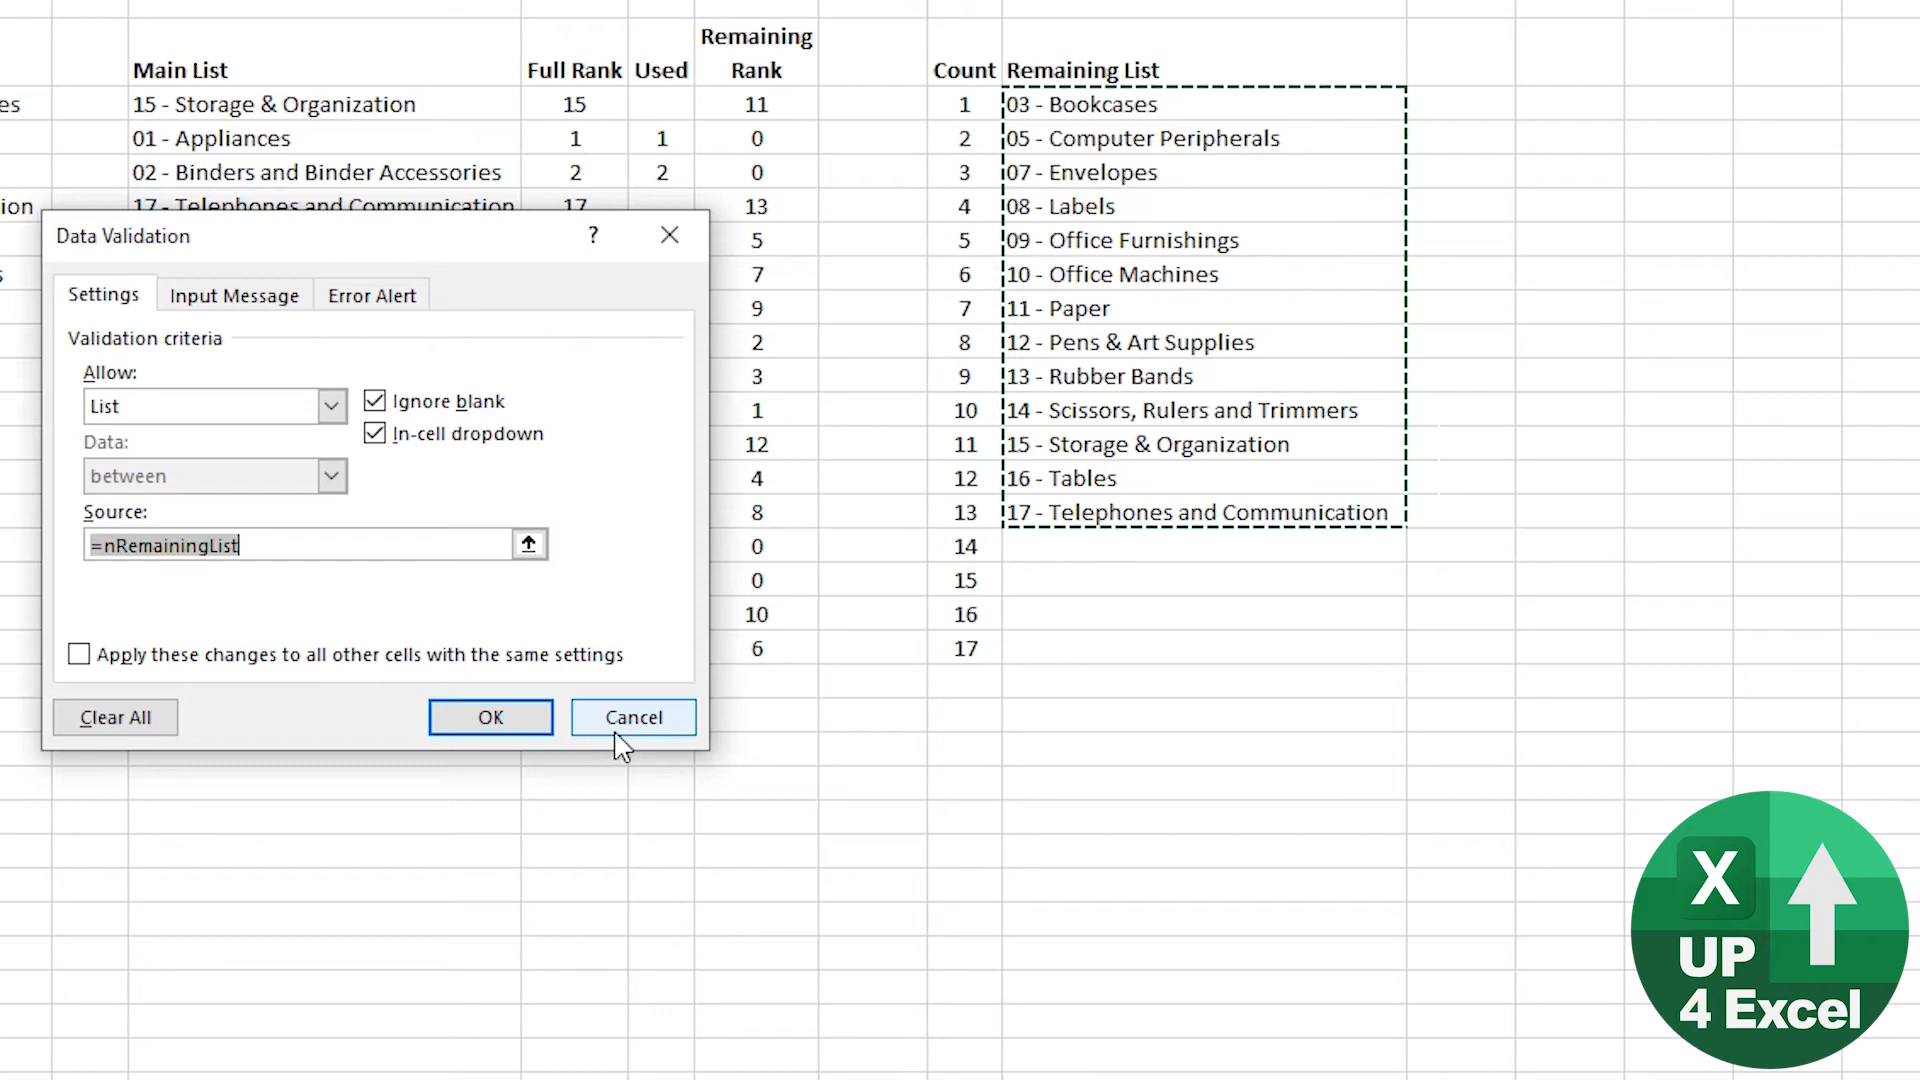 Remaining
Main List Full Rank Used Rank Count Remaining List
es 15 - Storage & Organization 15 11 1 03 - Bookcases
01 - Appliances 1 1 0 2 05 - Computer Peripherals
02 - Binders and Binder Accessories 2 2 0 3 07 - Envelopes
ion 17 - Telephones and Communication 17 13 4 08 - Labels
5 5 09 - Office Furnishings
s 7 6 10 - Office Machines
9 7 11 - Paper
2 8 12 - Pens & Art Supplies
3 9 13 - Rubber Bands
1 10 14 - Scissors, Rulers and Trimmers
12 11 15 - Storage & Organization
4 12 16 - Tables
8 13 17 - Telephones and Communication
0 14
0 15
10 16
6 17
Data Validation ?
Settings Input Message Error Alert
Validation criteria
Allow:
List Ignore blank
Data: In-cell dropdown
between
Source:
=nRemainingList
Apply these changes to all other cells with the same settings
Clear All OK Cancel
X
UP
4 Excel